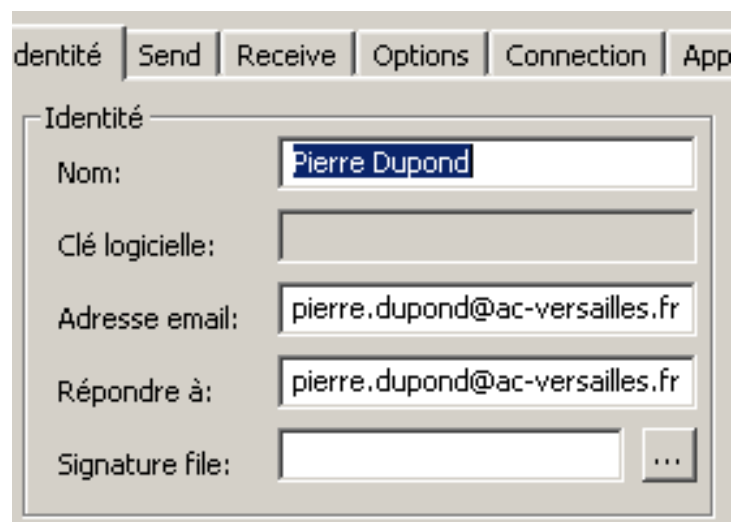 dentité Send Receive Options Connection App
Identité
Nom: Pierre Dupond
Clé logicielle:
Adresse email: pierre.dupond@ac-versailles.fr
Répondre à: pierre.dupond@ac-versailles.fr
Signature file: ...